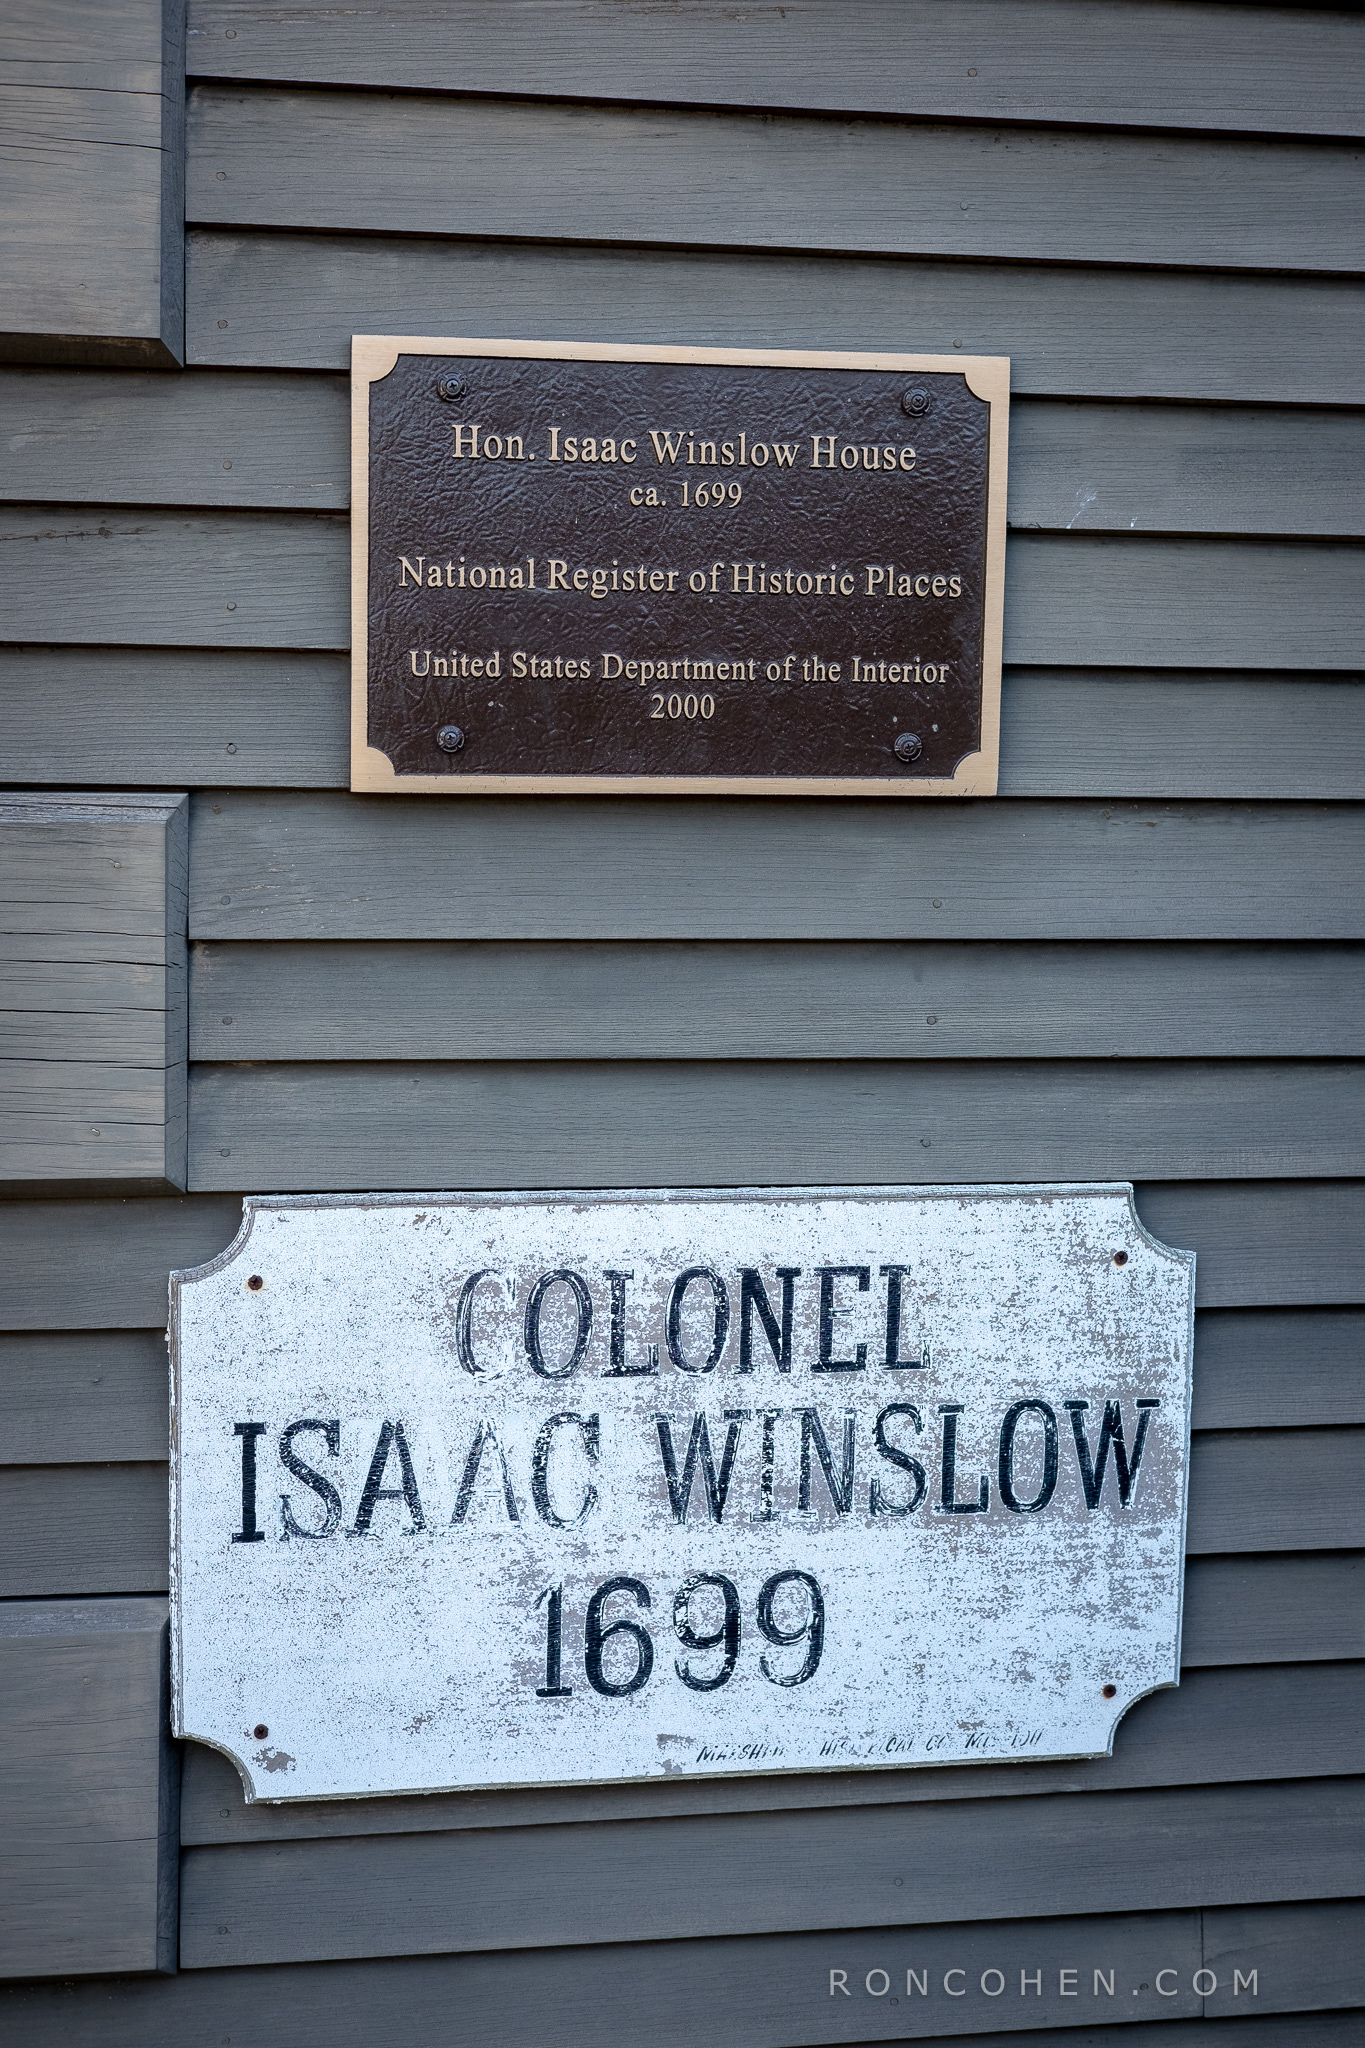 Hon. Isaac Winslow House
ca. 1699
National Register of Historic Places
United States Department of the Interior
2000
COLONEL
ISAAC WINSLOW
1699
RONCOHEN.COM